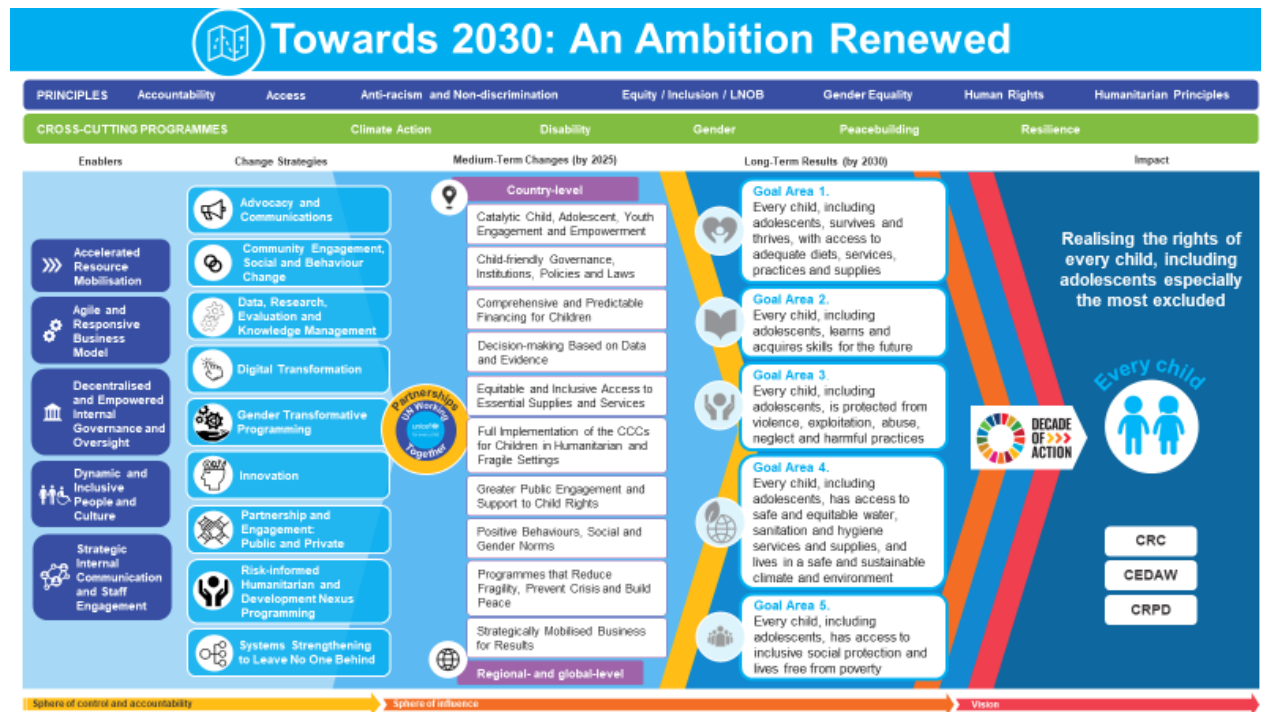 Towards 2030: An Ambition Renewed
PRINCIPLES Accountability Access Anti-racism and Non-discrimination Equity / Inclusion / LNOB Gender Equality Human Rights Humanitarian Principles
CROSS-CUTTING PROGRAMMES Climate Action Disability Gender Peacebuilding Resilience
Enablers Change Strategies Medium-Term Changes (by 2025) Long-Term Results (by 2030) Impact
Accelerated
Resource
Mobilisation
Agile and
Responsive
Business
Model
Decentralised
and Empowered
Internal
Governance and
Oversight
Dynamic and
Inclusive
People and
Culture
Strategic
Internal
Communication
and Staff
Engagement
Advocacy and
Communications
Community Engagement,
Social and Behaviour
Change
Data, Research,
Evaluation and
Knowledge Management
Digital Transformation
Gender Transformative
Programming
Innovation
Partnership and
Engagement:
Public and Private
Risk-informed
Humanitarian and
Development Nexus
Programming
Systems Strengthening
to Leave No One Behind
Partnerships
UN Working
unicef
Together
Country-level
Catalytic Child, Adolescent, Youth
Engagement and Empowerment
Child-friendly Governance,
Institutions, Policies and Laws
Comprehensive and Predictable
Financing for Children
Decision-making Based on Data
and Evidence
Equitable and Inclusive Access to
Essential Supplies and Services
Full Implementation of the CCCs
for Children in Humanitarian and
Fragile Settings
Greater Public Engagement and
Support to Child Rights
Positive Behaviours, Social and
Gender Norms
Programmes that Reduce
Fragility, Prevent Crisis and Build
Peace
Strategically Mobilised Business
for Results
Regional- and global-level
Goal Area 1.
Every child, including
adolescents, survives and
thrives, with access to
adequate diets, services,
practices and supplies
Goal Area 2.
Every child, including
adolescents, learns and
acquires skills for the future
Goal Area 3.
Every child, including
adolescents, is protected from
violence, exploitation, abuse,
neglect and harmful practices
Goal Area 4.
Every child, including
adolescents, has access to
safe and equitable water,
sanitation and hygiene
services and supplies, and
lives in a safe and sustainable
climate and environment
Goal Area 5.
Every child, including
adolescents, has access to
inclusive social protection and
lives free from poverty
DECADE
OF >>>
ACTION
Realising the rights of
every child, including
adolescents especially
the most excluded
Every child
CRC
CEDAW
CRPD
Sphere of control and accountability Sphere of influence Vision